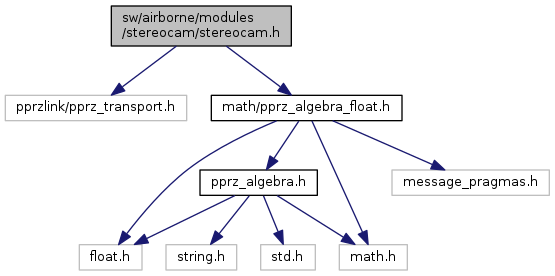 sw/airborne/modules
/stereocam/stereocam.h
pprzlink/pprz_transport.h
math/pprz_algebra_float.h
pprz_algebra.h
message_pragmas.h
float.h
string.h
std.h
math.h